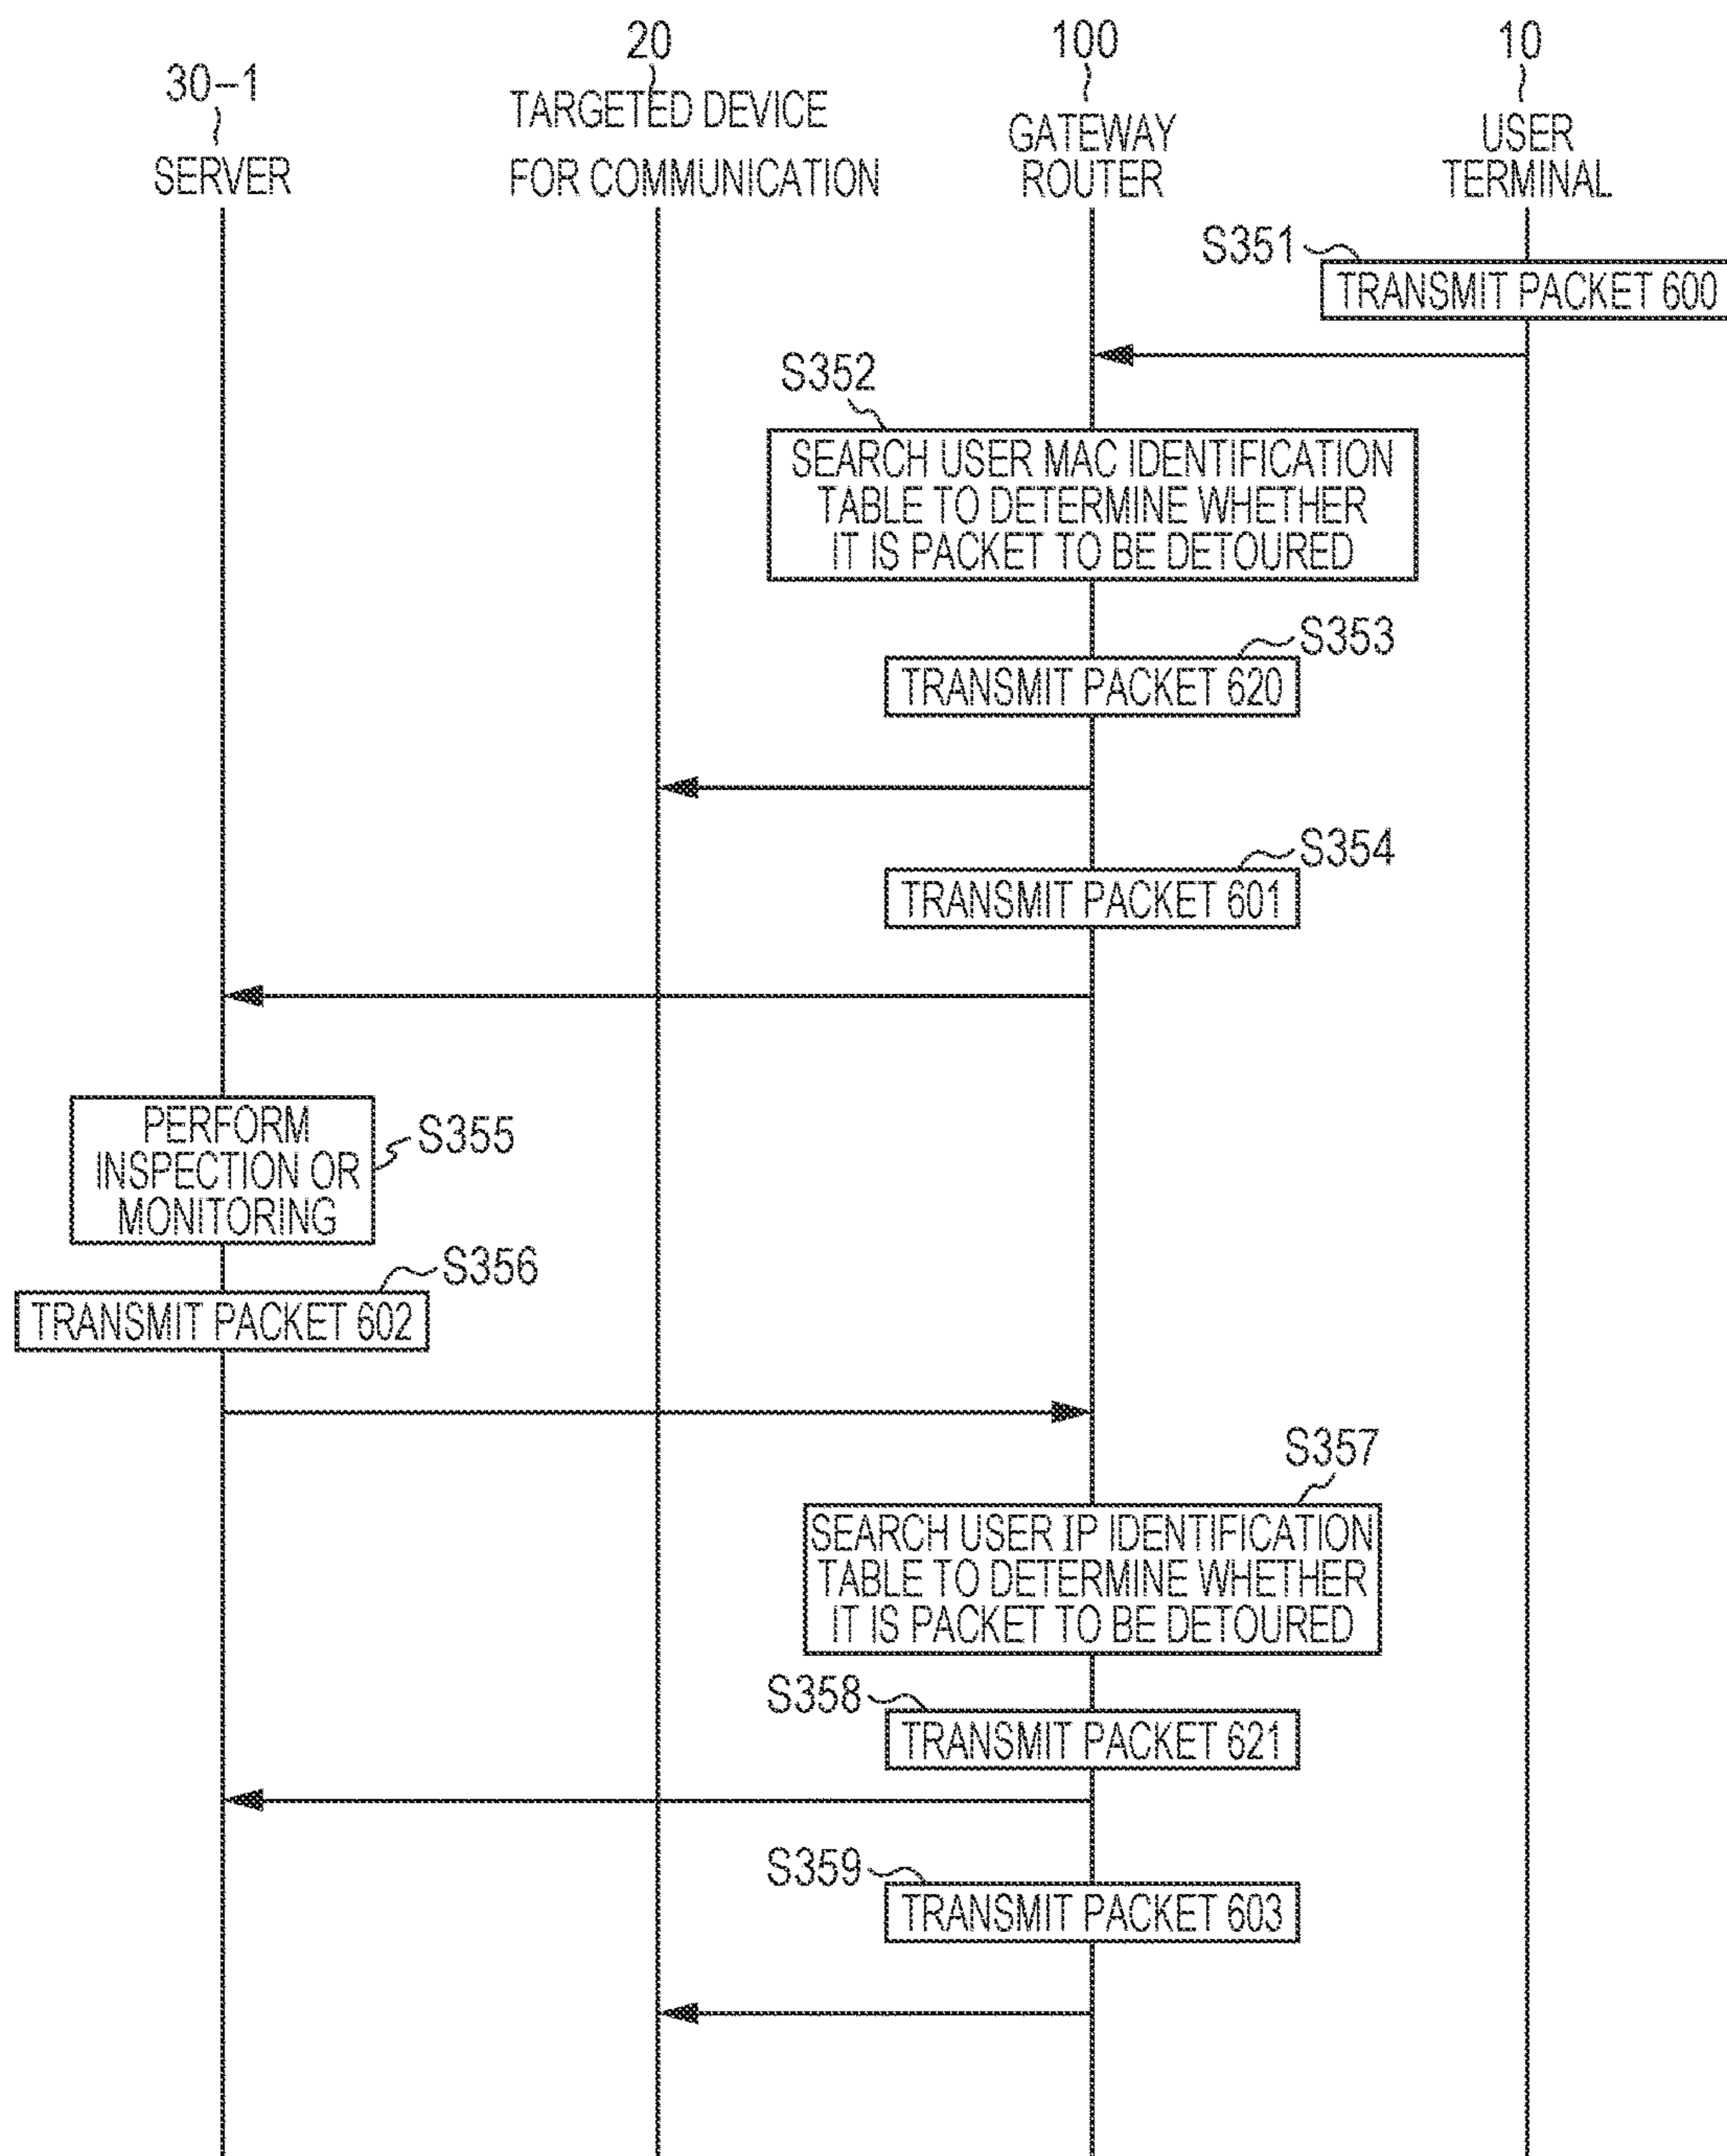 30-1
SERVER
20
TARGETED DEVICE
FOR COMMUNICATION
100
GATEWAY
ROUTER
10
USER
TERMINAL
S351
TRANSMIT PACKET 600
S352
SEARCH USER MAC IDENTIFICATION
TABLE TO DETERMINE WHETHER
IT IS PACKET TO BE DETOURED
S353
TRANSMIT PACKET 620
S354
TRANSMIT PACKET 601
PERFORM
INSPECTION OR
MONITORING
S355
S356
TRANSMIT PACKET 602
S357
SEARCH USER IP IDENTIFICATION
TABLE TO DETERMINE WHETHER
IT IS PACKET TO BE DETOURED
S358
TRANSMIT PACKET 621
S359
TRANSMIT PACKET 603